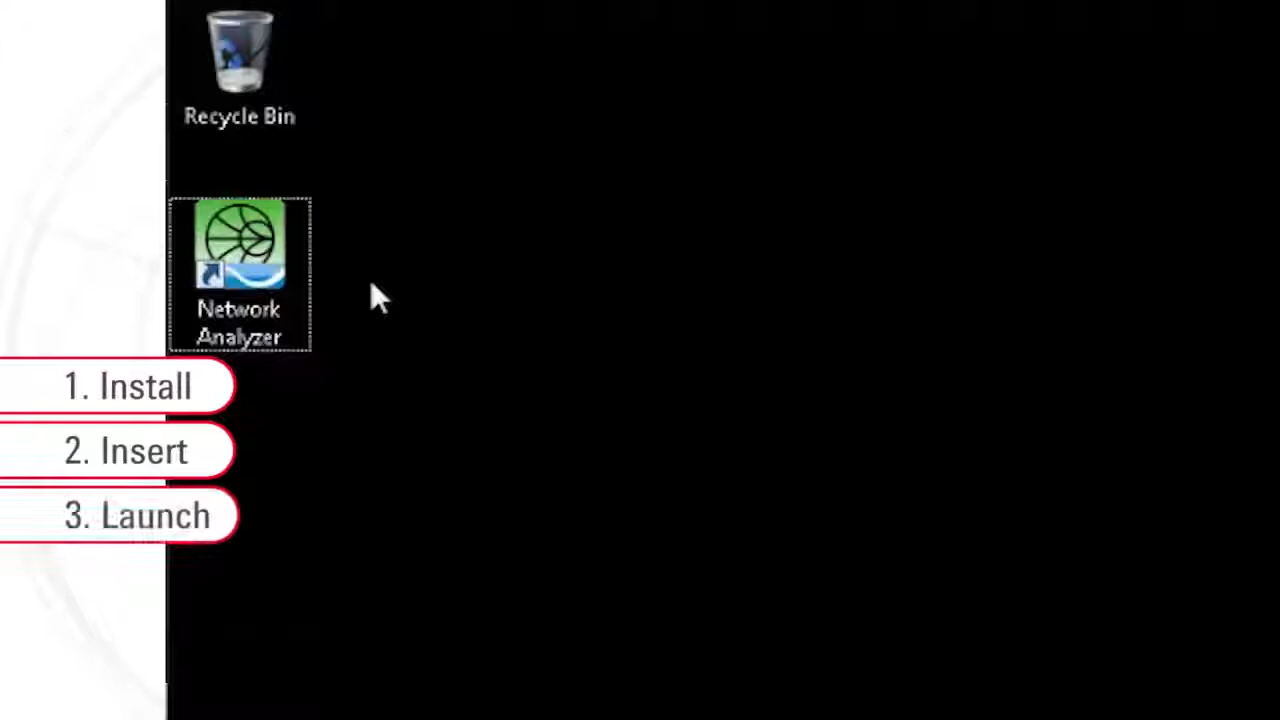 Recycle Bin
Network
Analyzer
1. Install
2. Insert
3. Launch